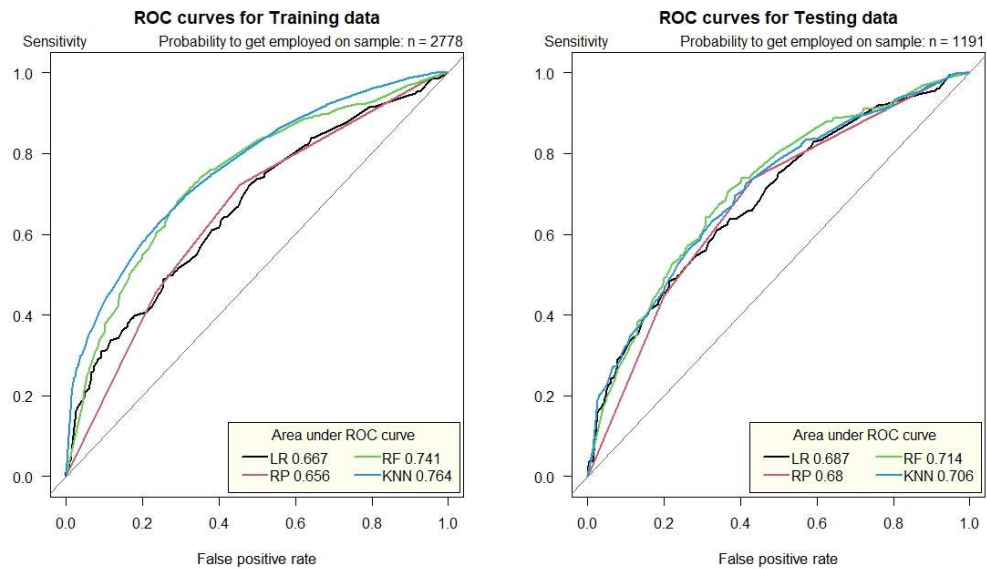 ROC curves for Training data
Sensitivity Probability to get employed on sample: n = 2778
1.0
0.8
0.6
0.4
0.2
0.0
Area under ROC curve
LR 0.667 RF 0.741
RP 0.656 KNN 0.764
0.0 0.2 0.4 0.6 0.8 1.0
False positive rate
ROC curves for Testing data
Sensitivity Probability to get employed on sample: n = 1191
1.0
0.8
0.6
0.4
0.2
0.0
Area under ROC curve
LR 0.687 RF 0.714
RP 0.68 KNN 0.706
0.0 0.2 0.4 0.6 0.8 1.0
False positive rate